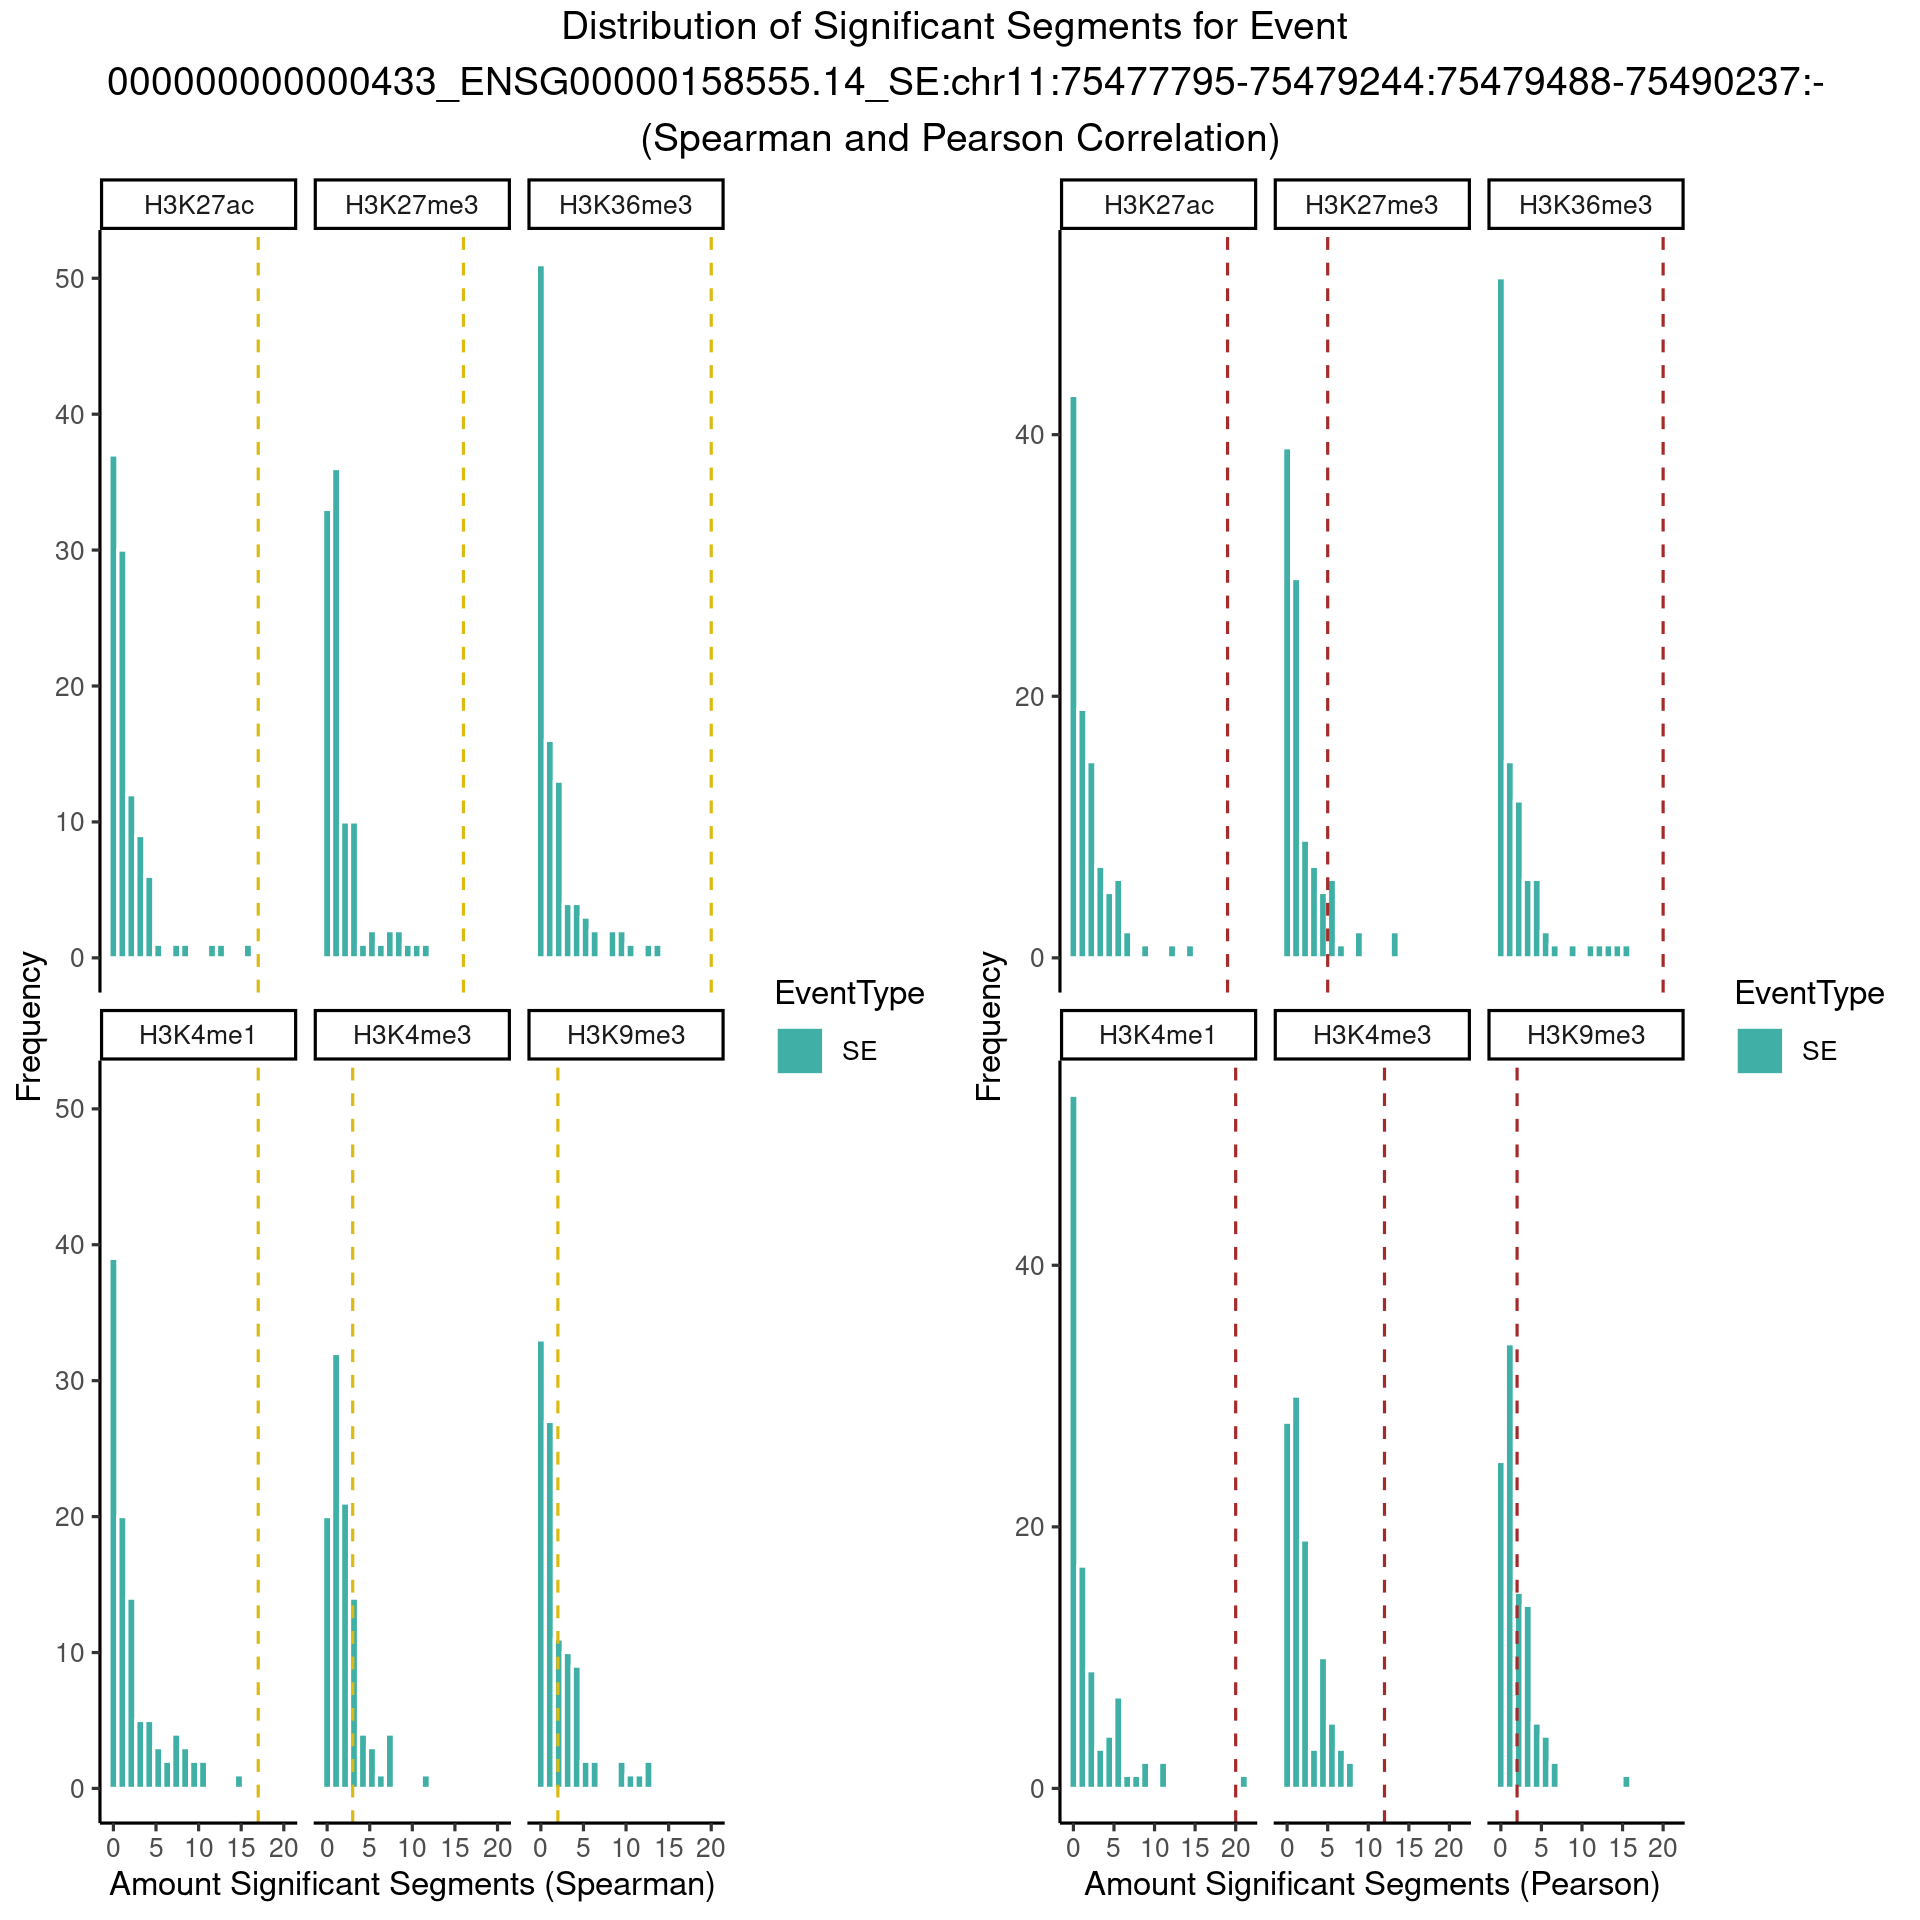 Distribution of Significant Segments for Event
000000000000433_ENSG00000158555.14_SE:chr11:75477795-75479244:75479488-75490237:-
(Spearman and Pearson Correlation)
H3K27ac H3K27me3 H3K36me3
50
40
30
20
10
0
H3K4me1 H3K4me3 H3K9me3
50
40
30
20
10
0
0 5 10 15 20 0 5 10 15 20 0 5 10 15 20
Frequency
Amount Significant Segments (Spearman)
EventType
SE
H3K27ac H3K27me3 H3K36me3
40
20
0
H3K4me1 H3K4me3 H3K9me3
40
20
0
0 5 10 15 20 0 5 10 15 20 0 5 10 15 20
Frequency
Amount Significant Segments (Pearson)
EventType
SE